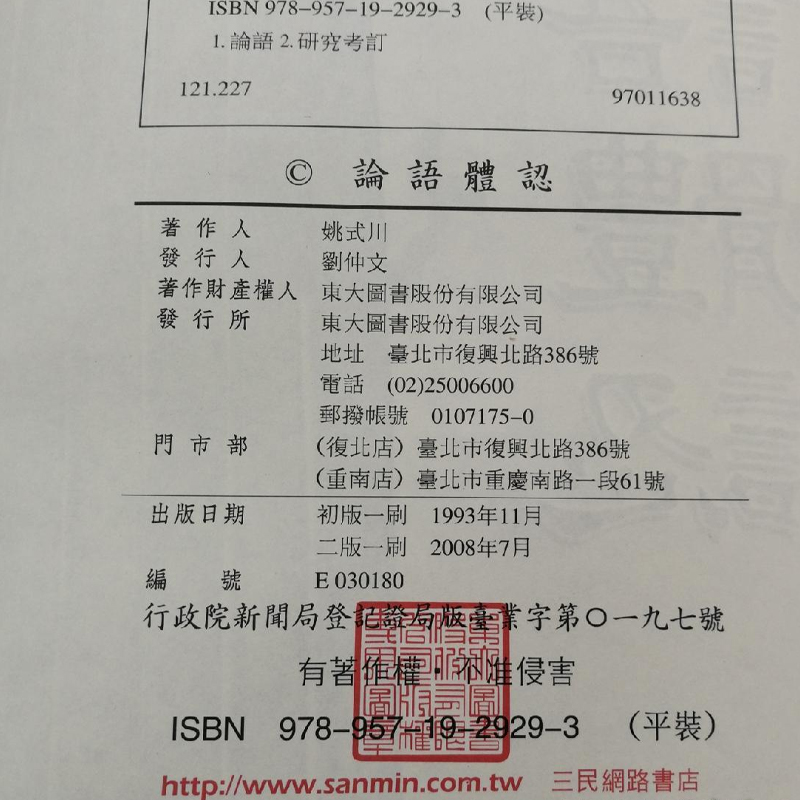 ISBN 978-957-19-2929-3 (平裝)
1. 論語 2. 研究考訂
121.227 97011638
© 論語體認
著作人 姚式川
發行人 劉仲文
著作財產權人 東大圖書股份有限公司
發行所 東大圖書股份有限公司
地址 臺北市復興北路386號
電話 (02)25006600
郵撥帳號 0107175-0
門市部 (復北店) 臺北市復興北路386號
(重南店) 臺北市重慶南路一段61號
出版日期 初版一刷 1993年11月
二版一刷 2008年7月
編號 E 030180
行政院新聞局登記證局版臺業字第〇一九七號
有著作權·不准侵害
ISBN 978-957-19-2929-3 (平裝)
http://www.sanmin.com.tw 三民網路書店